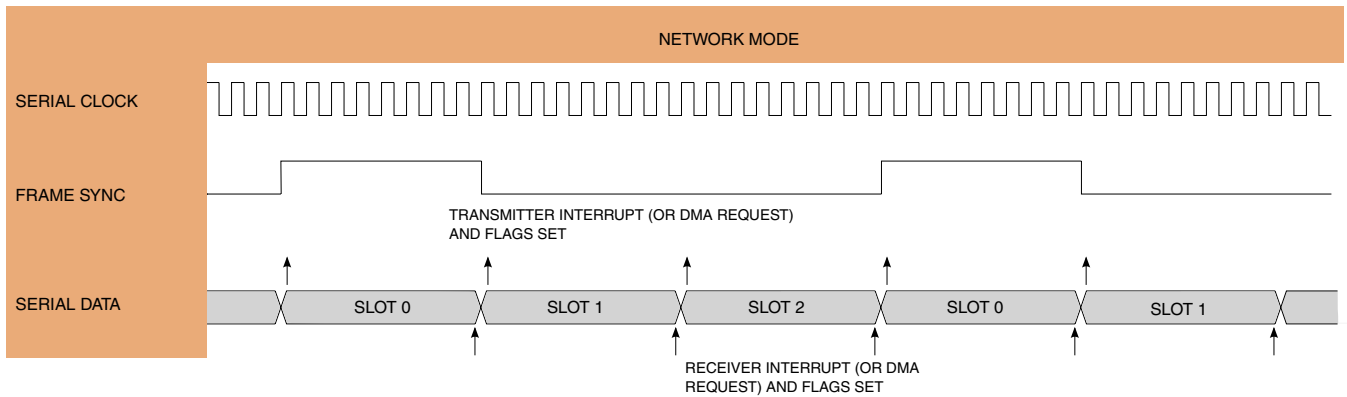 NETWORK MODE
SERIAL CLOCK
FRAME SYNC
TRANSMITTER INTERRUPT (OR DMA REQUEST)
AND FLAGS SET
SERIAL DATA
SLOT 0
SLOT 1
SLOT 2
SLOT 0
SLOT 1
RECEIVER INTERRUPT (OR DMA
REQUEST) AND FLAGS SET